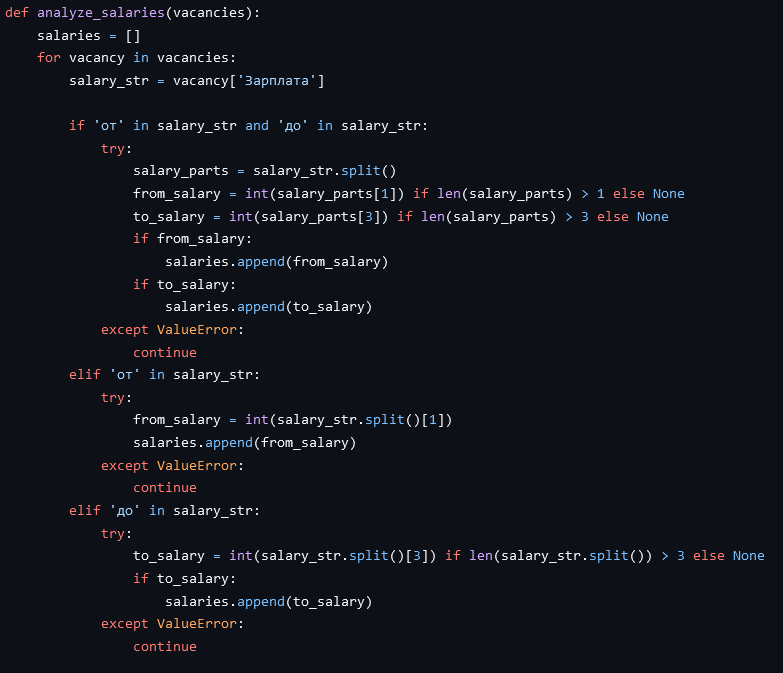 def analyze_salaries(vacancies):
    salaries = []
    for vacancy in vacancies:
        salary_str = vacancy['Зарплата']

        if 'от' in salary_str and 'до' in salary_str:
            try:
                salary_parts = salary_str.split()
                from_salary = int(salary_parts[1]) if len(salary_parts) > 1 else None
                to_salary = int(salary_parts[3]) if len(salary_parts) > 3 else None
                if from_salary:
                    salaries.append(from_salary)
                if to_salary:
                    salaries.append(to_salary)
            except ValueError:
                continue
        elif 'от' in salary_str:
            try:
                from_salary = int(salary_str.split()[1])
                salaries.append(from_salary)
            except ValueError:
                continue
        elif 'до' in salary_str:
            try:
                to_salary = int(salary_str.split()[3]) if len(salary_str.split()) > 3 else None
                if to_salary:
                    salaries.append(to_salary)
            except ValueError:
                continue